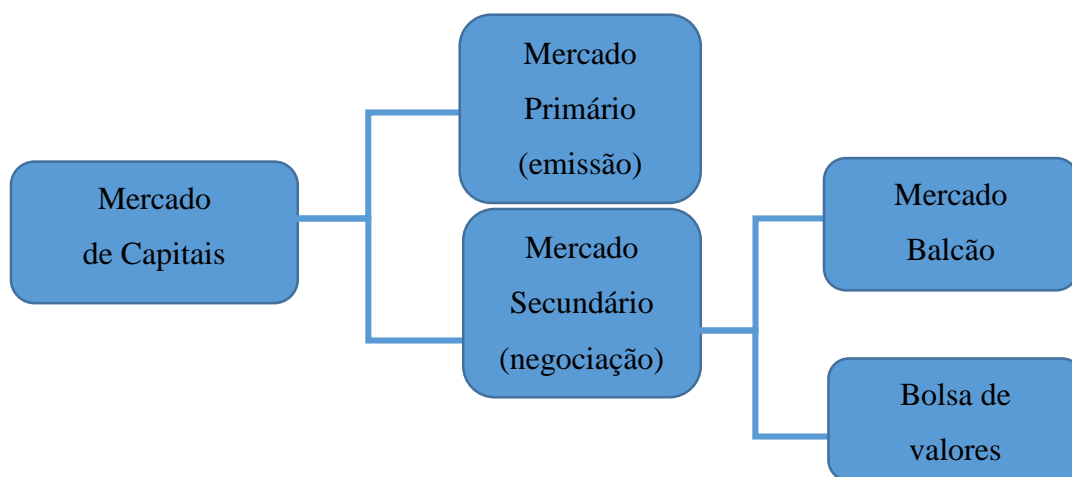 Mercado
de Capitais
Mercado
Primário
(emissão)
Mercado
Secundário
(negociação)
Mercado
Balcão
Bolsa de
valores